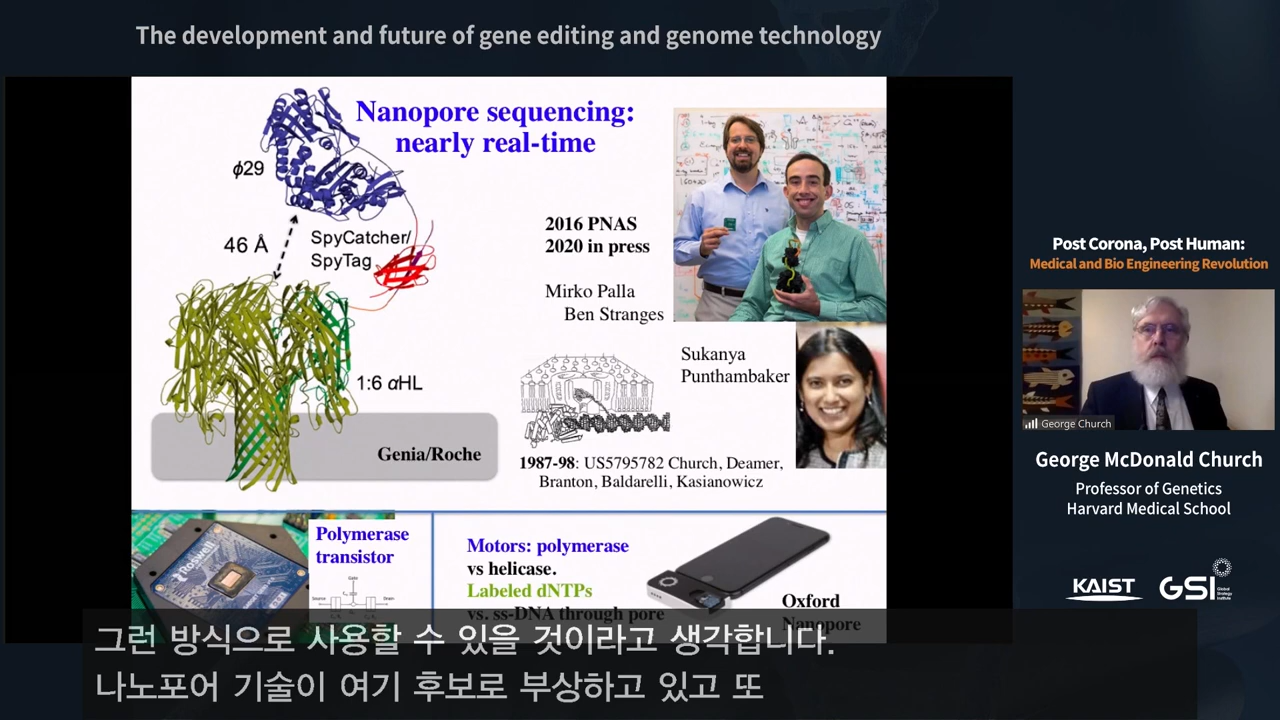 The development and future of gene editing and genome technology
Nanopore sequencing:
nearly real-time
ϕ29
46 Å
SpyCatcher/
SpyTag
1:6 αHL
Genia/Roche
2016 PNAS
2020 in press
Mirko Palla
Ben Stranges
Sukanya
Punthambaker
1987-98: US5795782 Church, Deamer,
Branton, Baldarelli, Kasianowicz
Roswell
Polymerase
transistor
Gate
Source
Drain
Motors: polymerase
vs helicase.
Labeled dNTPs
vs. ss-DNA through pore
Oxford
Nanopore
Post Corona, Post Human:
Medical and Bio Engineering Revolution
George Church
George McDonald Church
Professor of Genetics
Harvard Medical School
KAIST
GSI
Global
Strategy
Institute
그런 방식으로 사용할 수 있을 것이라고 생각합니다.
나노포어 기술이 여기 후보로 부상하고 있고 또